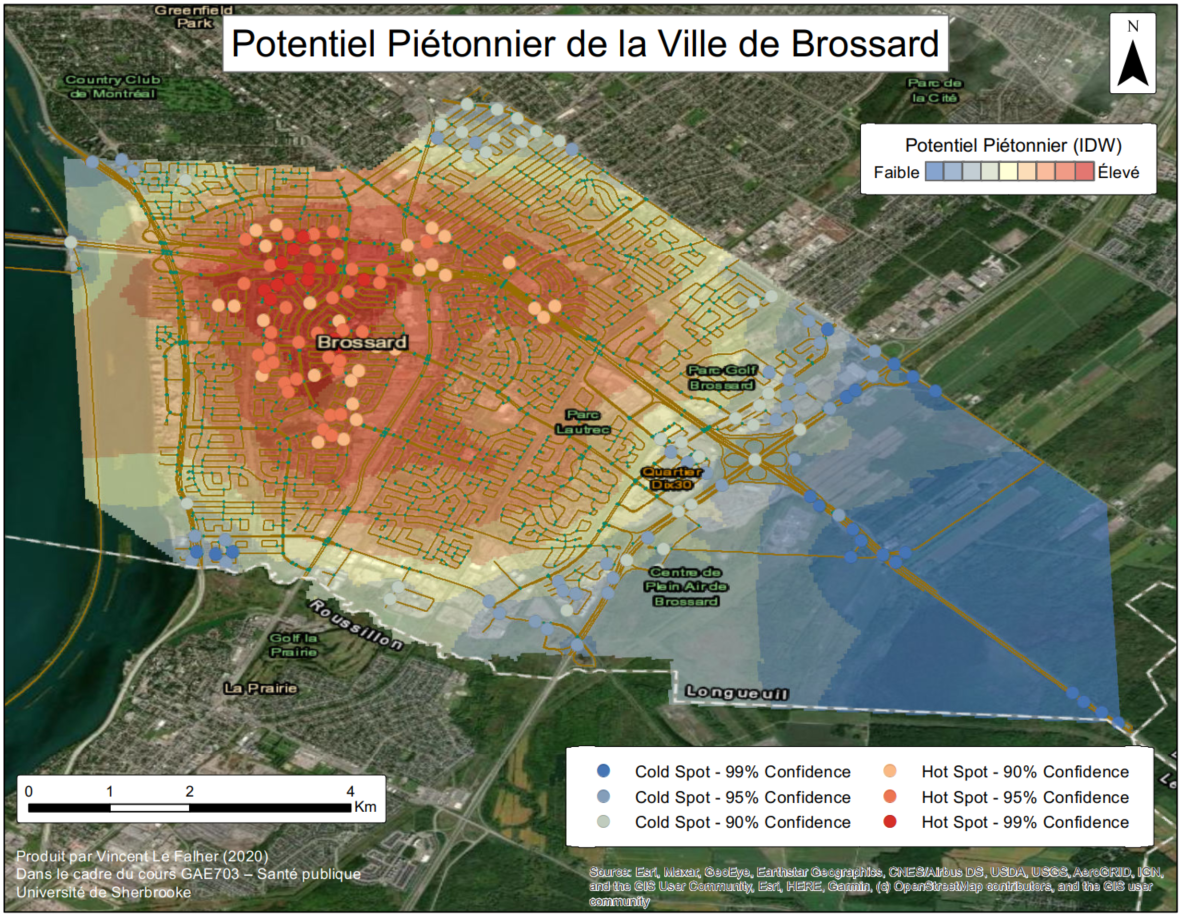 Greenfield
Park
Potentiel Piétonnier de la Ville de Brossard
N
Country Club
de Montréal
Parc de
la Cité
Potentiel Piétonnier (IDW)
Faible
Élevé
Brossard
Parc Golf
Brossard
Parc
Lautrec
Quartier
Dix30
Centre de
Plein Air de
Brossard
Roussillon
Golf la
Prairie
La Prairie
Longueuil
0 1 2 4
Km
Cold Spot - 99% Confidence
Cold Spot - 95% Confidence
Cold Spot - 90% Confidence
Hot Spot - 90% Confidence
Hot Spot - 95% Confidence
Hot Spot - 99% Confidence
Produit par Vincent Le Falher (2020)
Dans le cadre du cours GAE703 – Santé publique
Université de Sherbrooke
Source: Esri, Maxar, GeoEye, Earthstar Geographics, CNES/Airbus DS, USDA, USGS, AeroGRID, IGN,
and the GIS User Community, Esri, HERE, Garmin, (c) OpenStreetMap contributors, and the GIS user
community